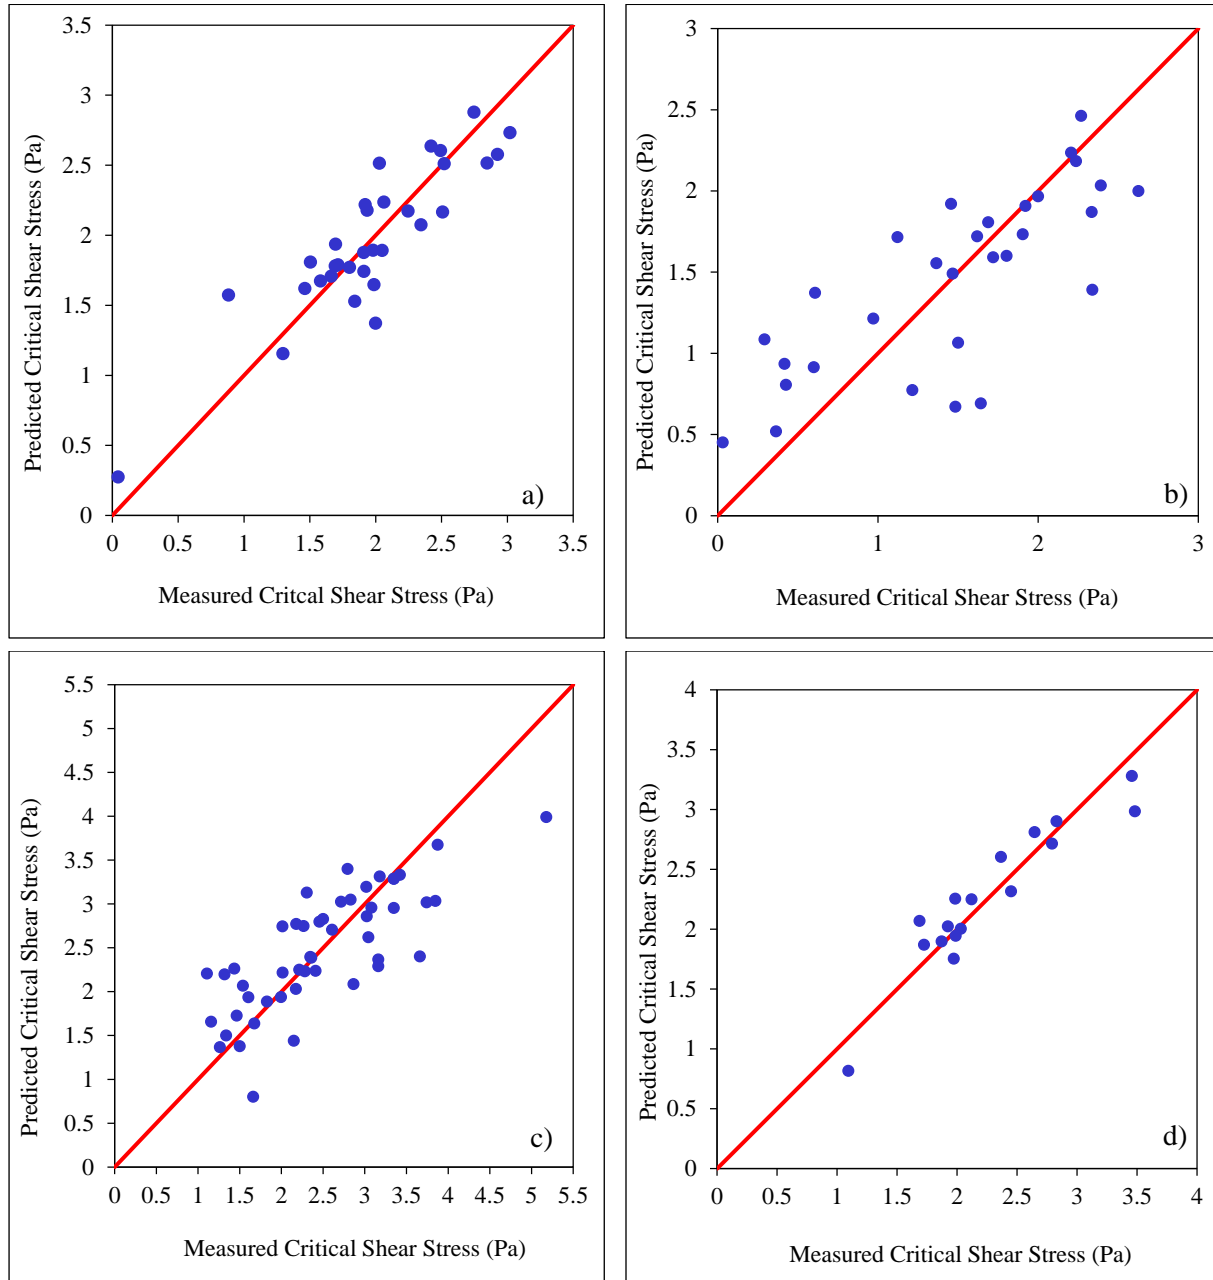 3.5
3
2.5
2
1.5
1
0.5
0
0 0.5 1 1.5 2 2.5 3 3.5
Predicted Critical Shear Stress (Pa)
Measured Critcal Shear Stress (Pa)
a)
3
2.5
2
1.5
1
0.5
0
0 1 2 3
Predicted Critical Shear Stress (Pa)
Measured Critical Shear Stress (Pa)
b)
5.5
5
4.5
4
3.5
3
2.5
2
1.5
1
0.5
0
0 0.5 1 1.5 2 2.5 3 3.5 4 4.5 5 5.5
Predicted Critical Shear Stress (Pa)
Measured Critical Shear Stress (Pa)
c)
4
3.5
3
2.5
2
1.5
1
0.5
0
0 0.5 1 1.5 2 2.5 3 3.5 4
Predicted Critical Shear Stress (Pa)
Measured Critical Shear Stress (Pa)
d)